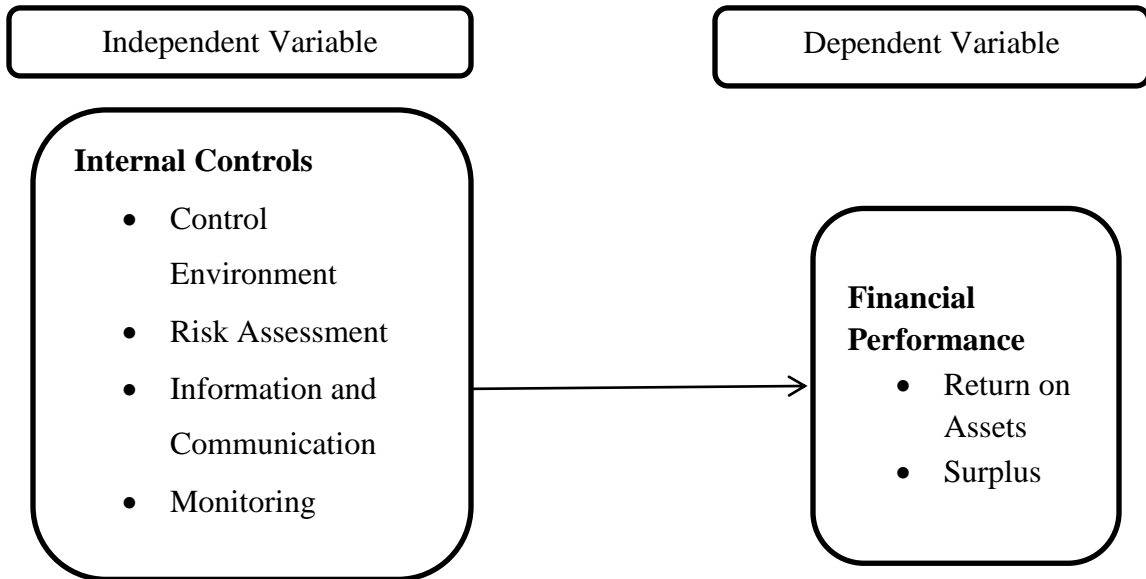 Independent Variable
Dependent Variable
Internal Controls
• Control
Environment
• Risk Assessment
• Information and
Communication
• Monitoring
Financial
Performance
• Return on
Assets
• Surplus